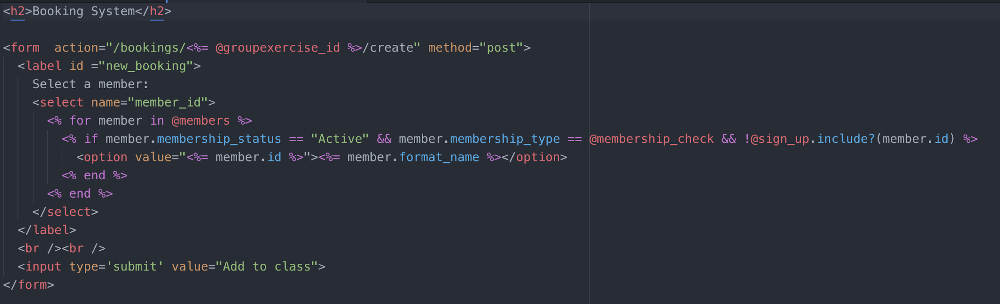 <h2>Booking System</h2>
<form  action="/bookings/<%= @groupexercise_id %>/create" method="post">
<label id ="new_booking">
Select a member:
<select name="member_id">
<% for member in @members %>
<% if member.membership_status == "Active" && member.membership_type == @membership_check && !@sign_up.include?(member.id) %>
<option value="<%= member.id %>"><%= member.format_name %></option>
<% end %>
<% end %>
</select>
</label>
<br /><br />
<input type='submit' value="Add to class">
</form>